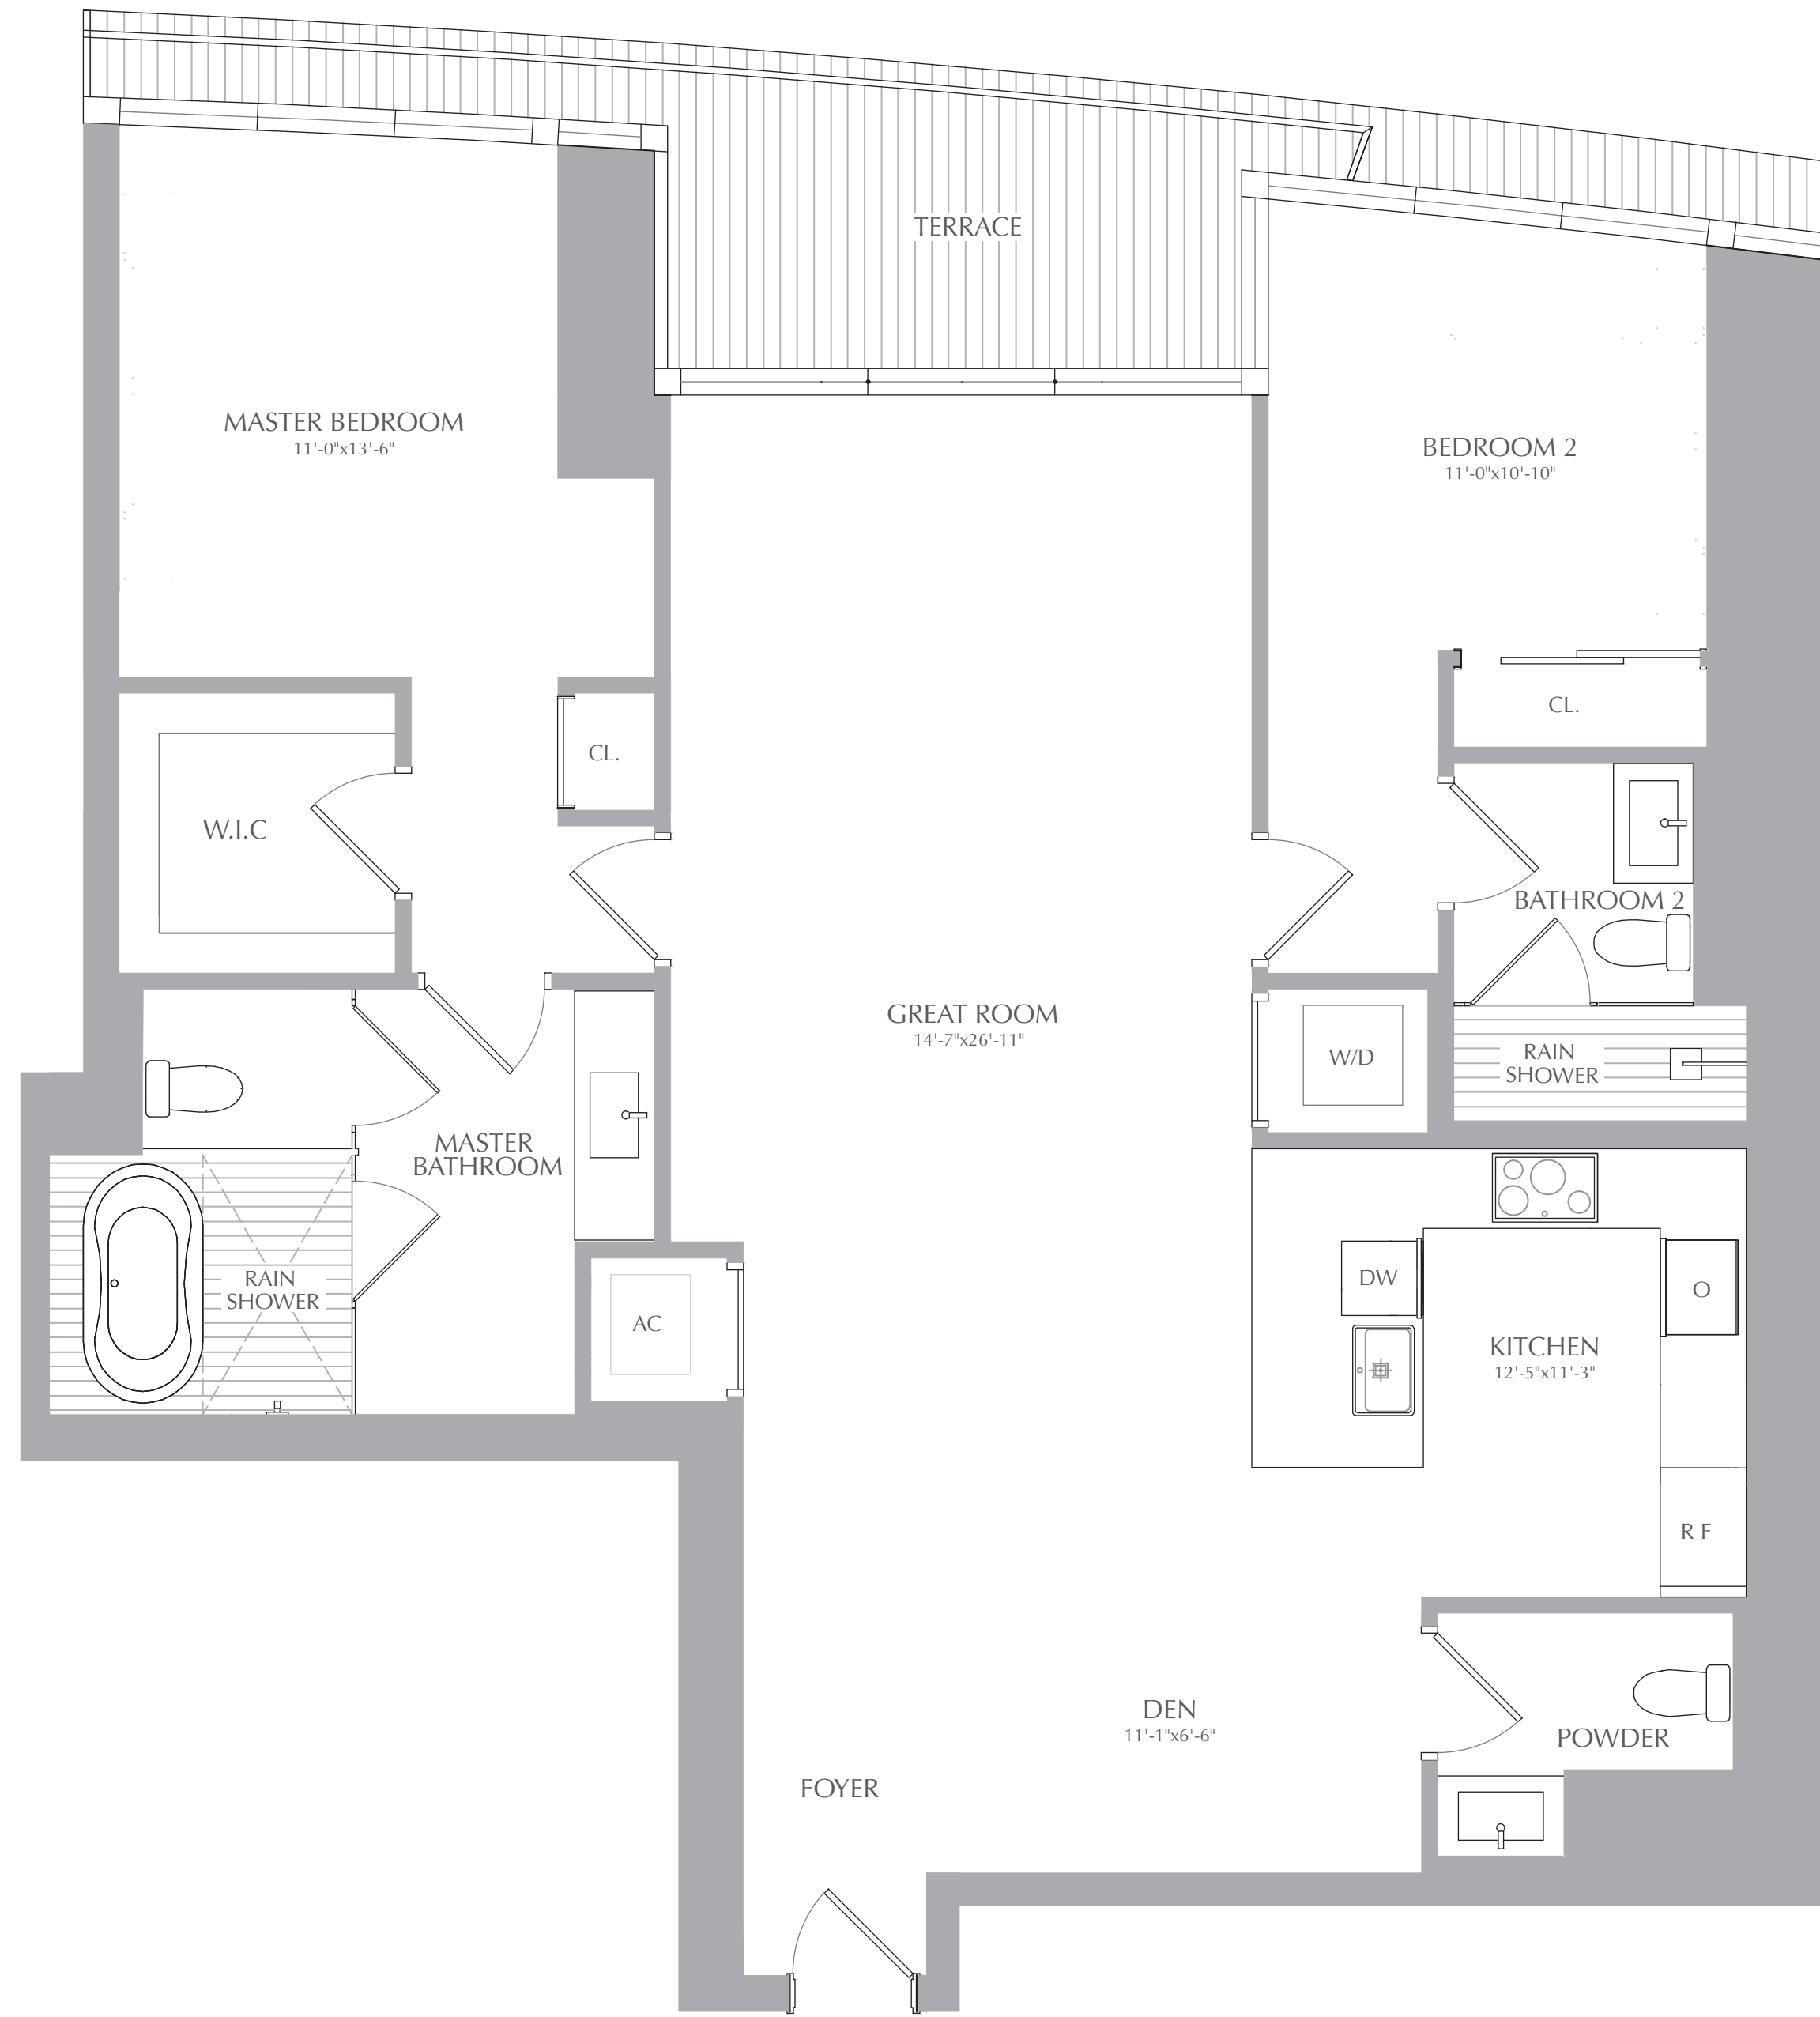 TERRACE
MASTER BEDROOM
11'-0"x13'-6"
BEDROOM 2
11'-0"x10'-10"
CL.
CL.
W.I.C
BATHROOM 2
GREAT ROOM
14'-7"x26'-11"
W/D
RAIN
SHOWER
MASTER
BATHROOM
RAIN
SHOWER
AC
DW
O
KITCHEN
12'-5"x11'-3"
R F
DEN
11'-1"x6'-6"
POWDER
FOYER